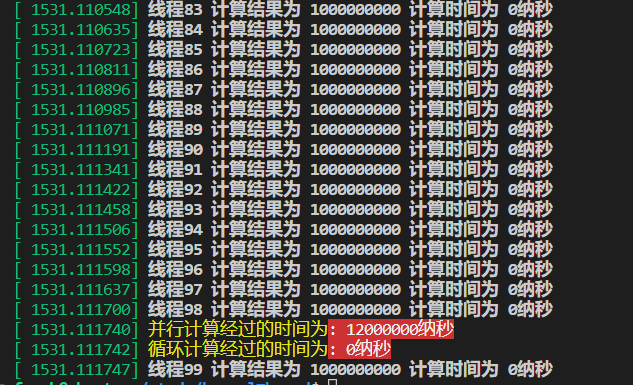 [ 1531.110548] 线程83 计算结果为 1000000000 计算时间为 0纳秒
[ 1531.110635] 线程84 计算结果为 1000000000 计算时间为 0纳秒
[ 1531.110723] 线程85 计算结果为 1000000000 计算时间为 0纳秒
[ 1531.110811] 线程86 计算结果为 1000000000 计算时间为 0纳秒
[ 1531.110896] 线程87 计算结果为 1000000000 计算时间为 0纳秒
[ 1531.110985] 线程88 计算结果为 1000000000 计算时间为 0纳秒
[ 1531.111071] 线程89 计算结果为 1000000000 计算时间为 0纳秒
[ 1531.111191] 线程90 计算结果为 1000000000 计算时间为 0纳秒
[ 1531.111341] 线程91 计算结果为 1000000000 计算时间为 0纳秒
[ 1531.111422] 线程92 计算结果为 1000000000 计算时间为 0纳秒
[ 1531.111458] 线程93 计算结果为 1000000000 计算时间为 0纳秒
[ 1531.111506] 线程94 计算结果为 1000000000 计算时间为 0纳秒
[ 1531.111552] 线程95 计算结果为 1000000000 计算时间为 0纳秒
[ 1531.111598] 线程96 计算结果为 1000000000 计算时间为 0纳秒
[ 1531.111637] 线程97 计算结果为 1000000000 计算时间为 0纳秒
[ 1531.111700] 线程98 计算结果为 1000000000 计算时间为 0纳秒
[ 1531.111740] 并行计算经过的时间为: 12000000纳秒
[ 1531.111742] 循环计算经过的时间为: 0纳秒
[ 1531.111747] 线程99 计算结果为 1000000000 计算时间为 0纳秒